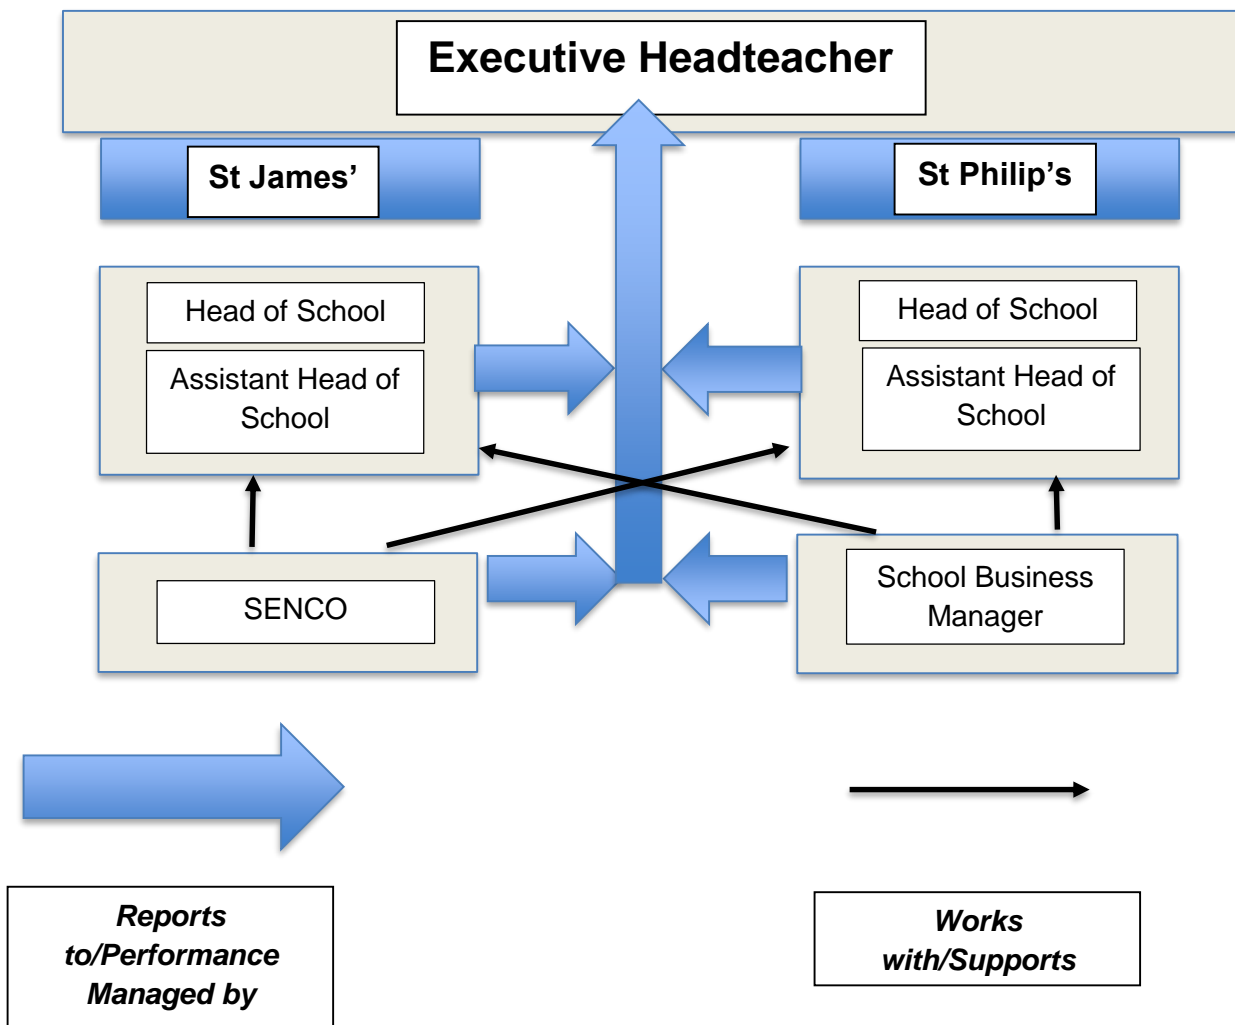 Executive Headteacher
St James’
St Philip’s
Head of School
Assistant Head of
School
Head of School
Assistant Head of
School
SENCO
School Business
Manager
Reports
to/Performance
Managed by
Works
with/Supports